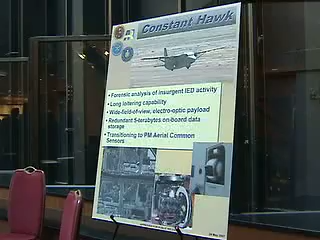 Constant Hawk
• Forensic analysis of insurgent IED activity
• Long loitering capability
• Wide-field-of-view, electro-optic payload
• Redundant 5-terabytes on-board data
storage
• Transitioning to PM Aerial Common
Sensors